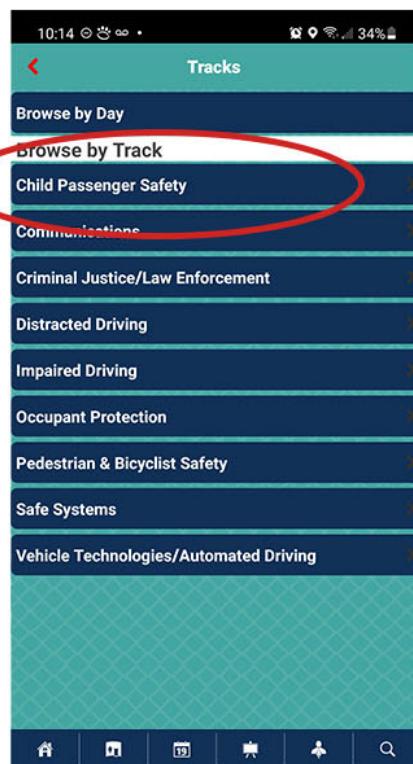 10:14
34%
Tracks
Browse by Day
Browse by Track
Child Passenger Safety
Communications
Criminal Justice/Law Enforcement
Distracted Driving
Impaired Driving
Occupant Protection
Pedestrian & Bicyclist Safety
Safe Systems
Vehicle Technologies/Automated Driving
19